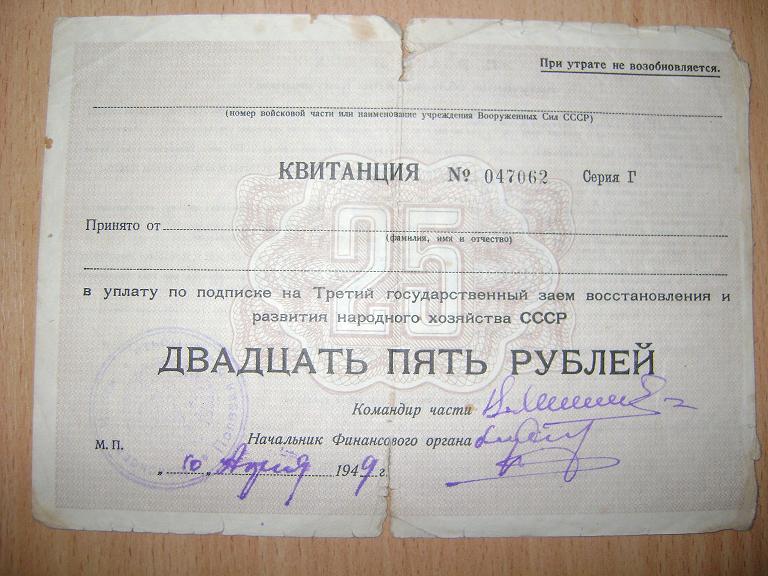 При утрате не возобновляется.
(номер войсковой части или наименование учреждения Вооруженных Сил СССР)
КВИТАНЦИЯ № 047062 Серия Г
25
Принято от
(фамилия, имя и отчество)
в уплату по подписке на Третий государственный заем восстановления и
развития народного хозяйства СССР
ДВАДЦАТЬ ПЯТЬ РУБЛЕЙ
Командир части
Начальник Финансового органа
М. П.
„10„ Апреля 1949 г.